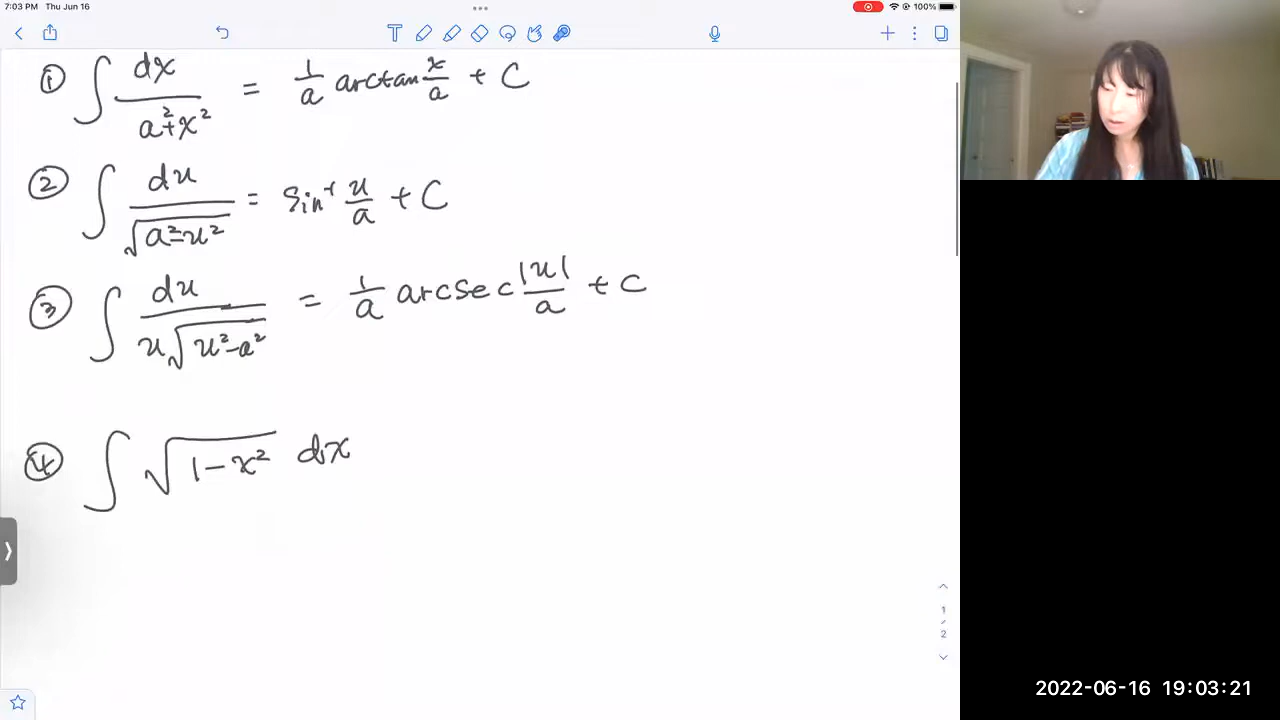 7:03 PM Thu Jun 16
100%
① ∫ dx / (a²+x²) = 1/a arctan x/a + C
② ∫ du / √(a²-u²) = sin⁻¹ u/a + C
③ ∫ du / (u√(u²-a²)) = 1/a arcsec |u|/a + C
④ ∫ √(1-x²) dx
1
/
2
2022-06-16 19:03:21